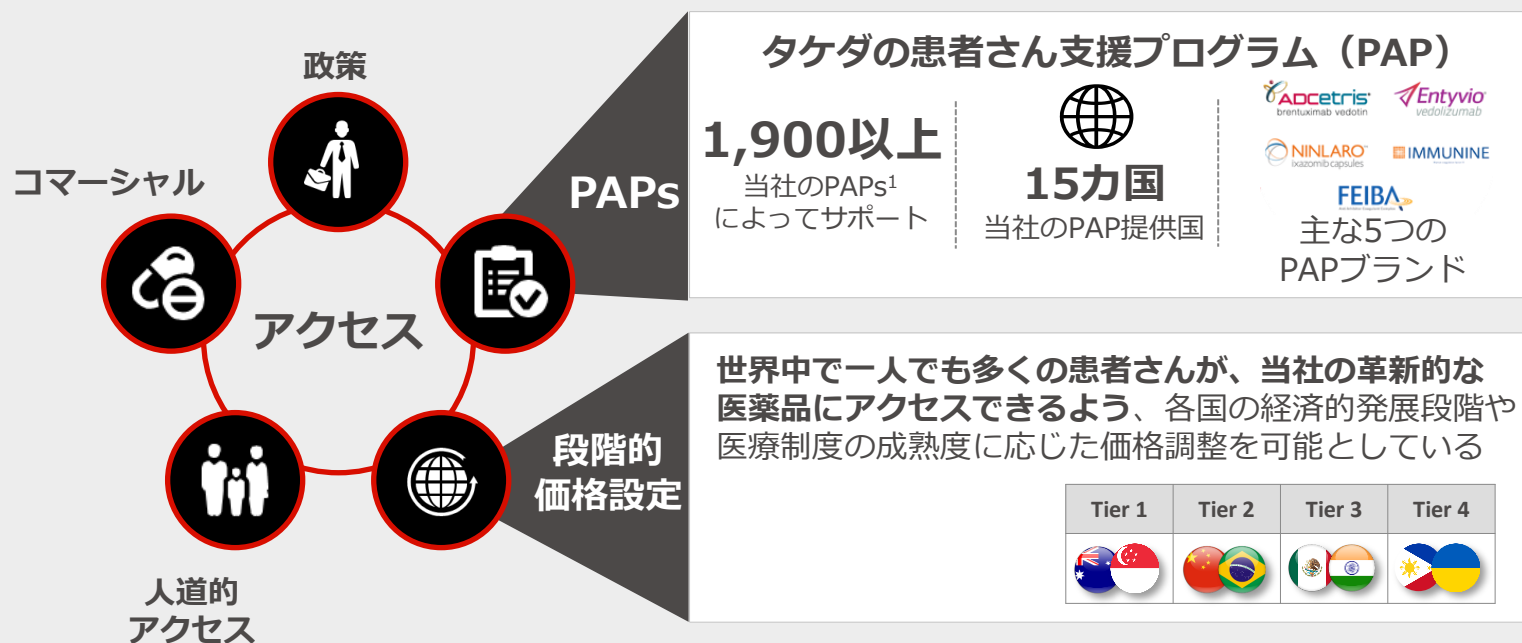 政策
コマーシャル
アクセス
人道的
アクセス
PAPs
段階的
価格設定
タケダの患者さん支援プログラム（PAP）
1,900以上
当社のPAPs1
によってサポート
15カ国
当社のPAP提供国
ADCETRIS
brentuximab vedotin
Entyvio
vedolizumab
NINLARO
ixazomib capsules
IMMUNINE
FEIBA
主な5つの
PAPブランド
世界中で一人でも多くの患者さんが、当社の革新的な
医薬品にアクセスできるよう、各国の経済的発展段階や
医療制度の成熟度に応じた価格調整を可能としている
Tier 1 Tier 2 Tier 3 Tier 4